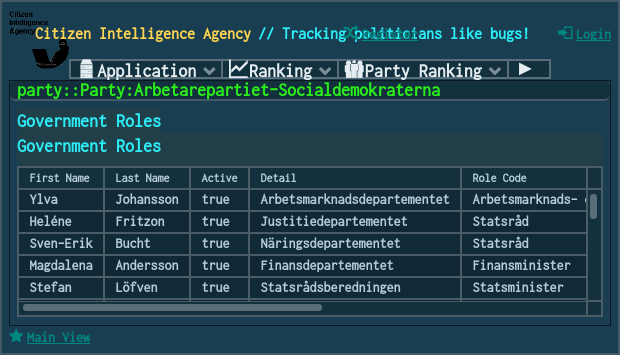 Citizen
Intelligence
Agency
Citizen Intelligence Agency // Tracking politicians like bugs!
Login
Application
Ranking
Party Ranking
party::Party:Arbetarepartiet-Socialdemokraterna
Government Roles
Government Roles
First Name Last Name Active Detail Role Code
Ylva Johansson true Arbetsmarknadsdepartementet Arbetsmarknads-
Heléne Fritzon true Justitiedepartementet Statsråd
Sven-Erik Bucht true Näringsdepartementet Statsråd
Magdalena Andersson true Finansdepartementet Finansminister
Stefan Löfven true Statsrådsberedningen Statsminister
Main View